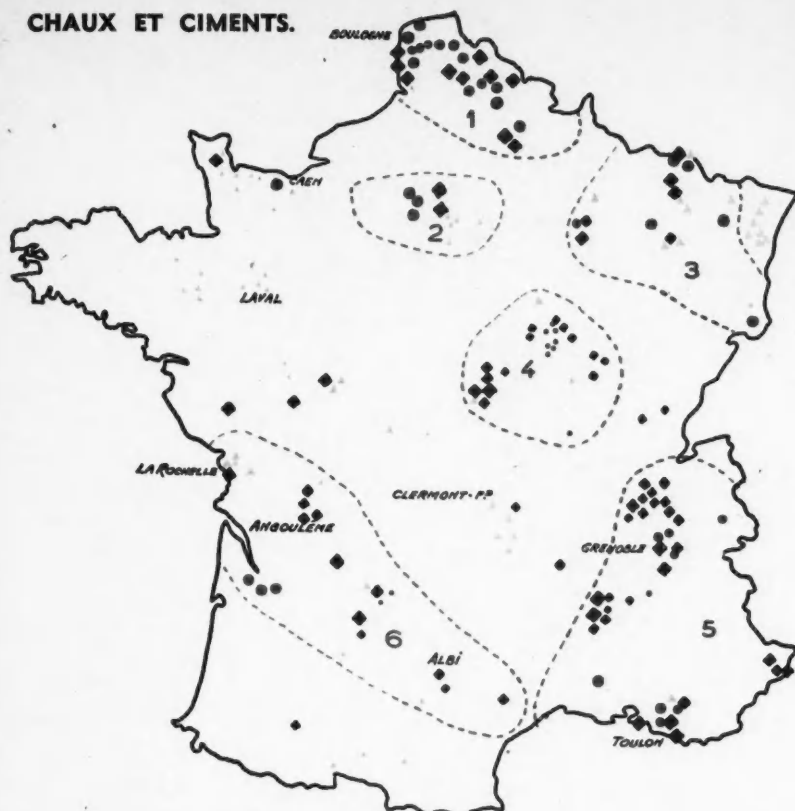 CHAUX ET CIMENTS.
BOULOGNE
1
CAEN
2
3
LAVAL
4
LA ROCHELLE
CLERMONT-FD
ANGOULEME
GRENOBLE
5
6
ALBI
TOULON